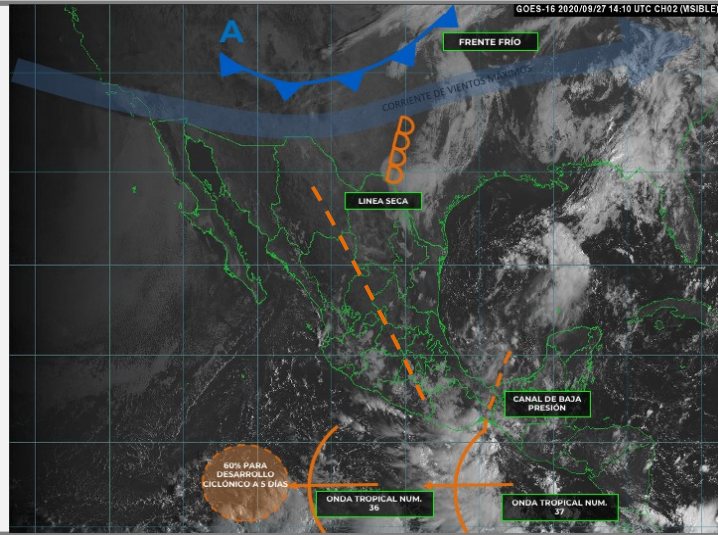 GOES-16 2020/09/27 14:10 UTC CH02 (VISIBLE)
A
FRENTE FRÍO
CORRIENTE DE VIENTOS MÁXIMOS
LINEA SECA
CANAL DE BAJA
PRESIÓN
60% PARA
DESARROLLO
CICLÓNICO A 5 DÍAS
ONDA TROPICAL NUM.
36
ONDA TROPICAL NUM.
37